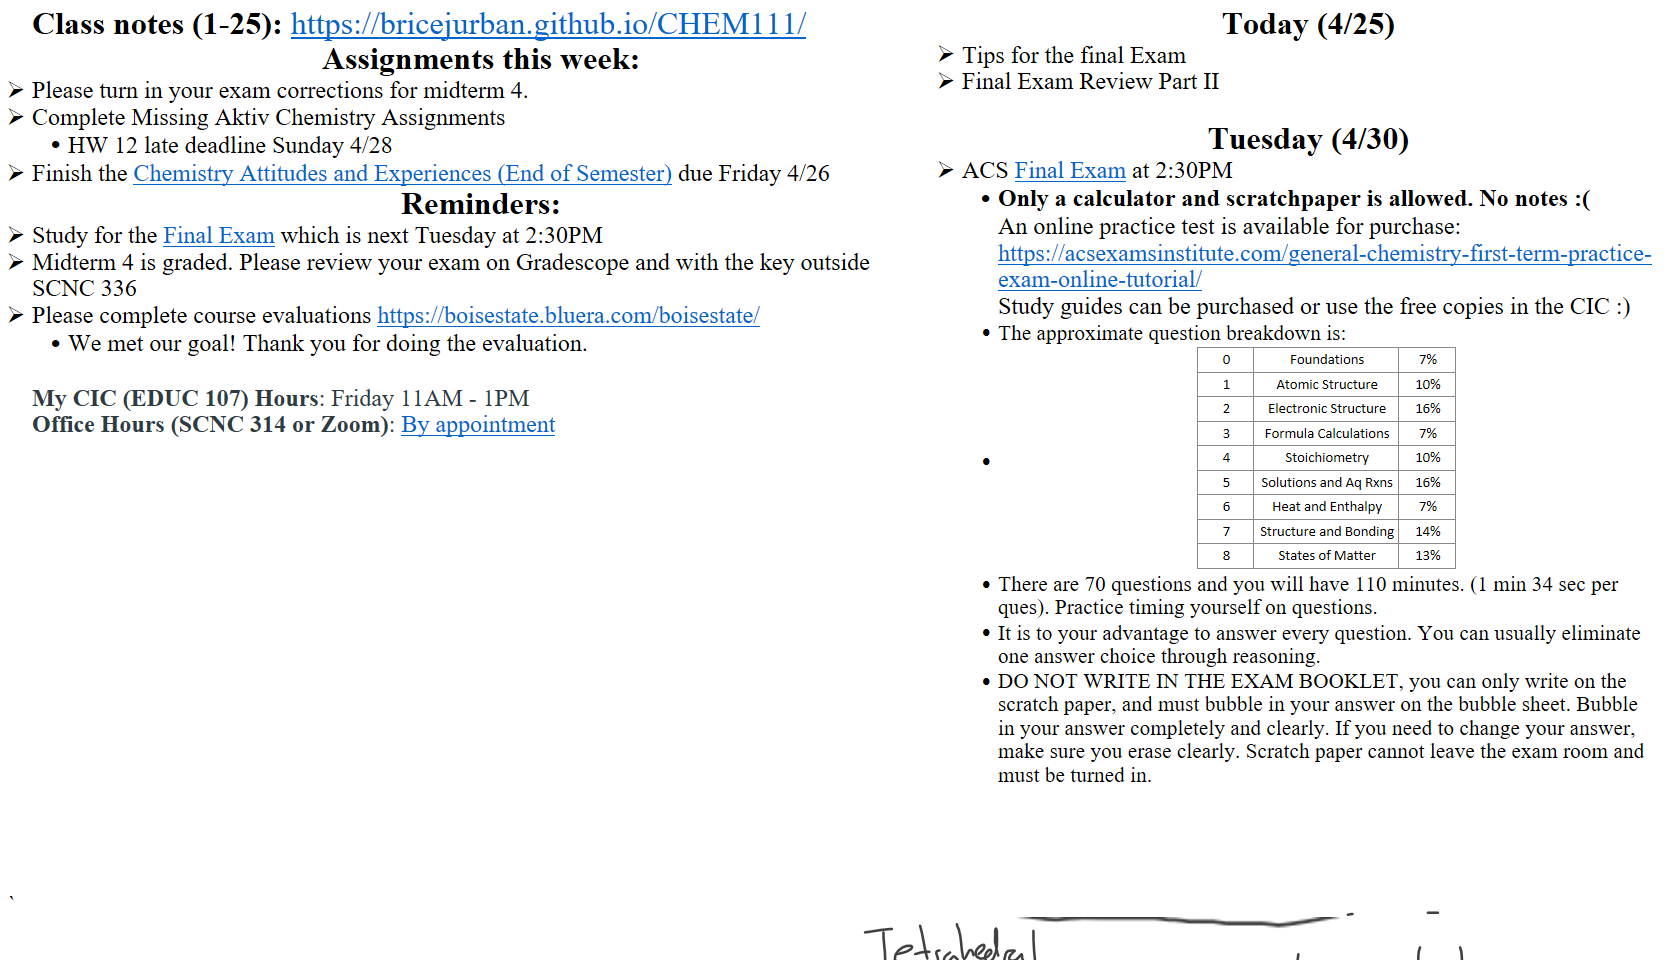 Class notes (1-25): https://bricejurban.github.io/CHEM111/
Assignments this week:
➢ Please turn in your exam corrections for midterm 4.
➢ Complete Missing Aktiv Chemistry Assignments
• HW 12 late deadline Sunday 4/28
➢ Finish the Chemistry Attitudes and Experiences (End of Semester) due Friday 4/26
Reminders:
➢ Study for the Final Exam which is next Tuesday at 2:30PM
➢ Midterm 4 is graded. Please review your exam on Gradescope and with the key outside
SCNC 336
➢ Please complete course evaluations https://boisestate.bluera.com/boisestate/
• We met our goal! Thank you for doing the evaluation.
My CIC (EDUC 107) Hours: Friday 11AM - 1PM
Office Hours (SCNC 314 or Zoom): By appointment
Today (4/25)
➢ Tips for the final Exam
➢ Final Exam Review Part II
Tuesday (4/30)
➢ ACS Final Exam at 2:30PM
• Only a calculator and scratchpaper is allowed. No notes :(
An online practice test is available for purchase:
https://acsexamsinstitute.com/general-chemistry-first-term-practice-
exam-online-tutorial/
Study guides can be purchased or use the free copies in the CIC :)
• The approximate question breakdown is:
0 Foundations 7%
1 Atomic Structure 10%
2 Electronic Structure 16%
3 Formula Calculations 7%
4 Stoichiometry 10%
5 Solutions and Aq Rxns 16%
6 Heat and Enthalpy 7%
7 Structure and Bonding 14%
8 States of Matter 13%
• There are 70 questions and you will have 110 minutes. (1 min 34 sec per
ques). Practice timing yourself on questions.
• It is to your advantage to answer every question. You can usually eliminate
one answer choice through reasoning.
• DO NOT WRITE IN THE EXAM BOOKLET, you can only write on the
scratch paper, and must bubble in your answer on the bubble sheet. Bubble
in your answer completely and clearly. If you need to change your answer,
make sure you erase clearly. Scratch paper cannot leave the exam room and
must be turned in.
Tetrahedral